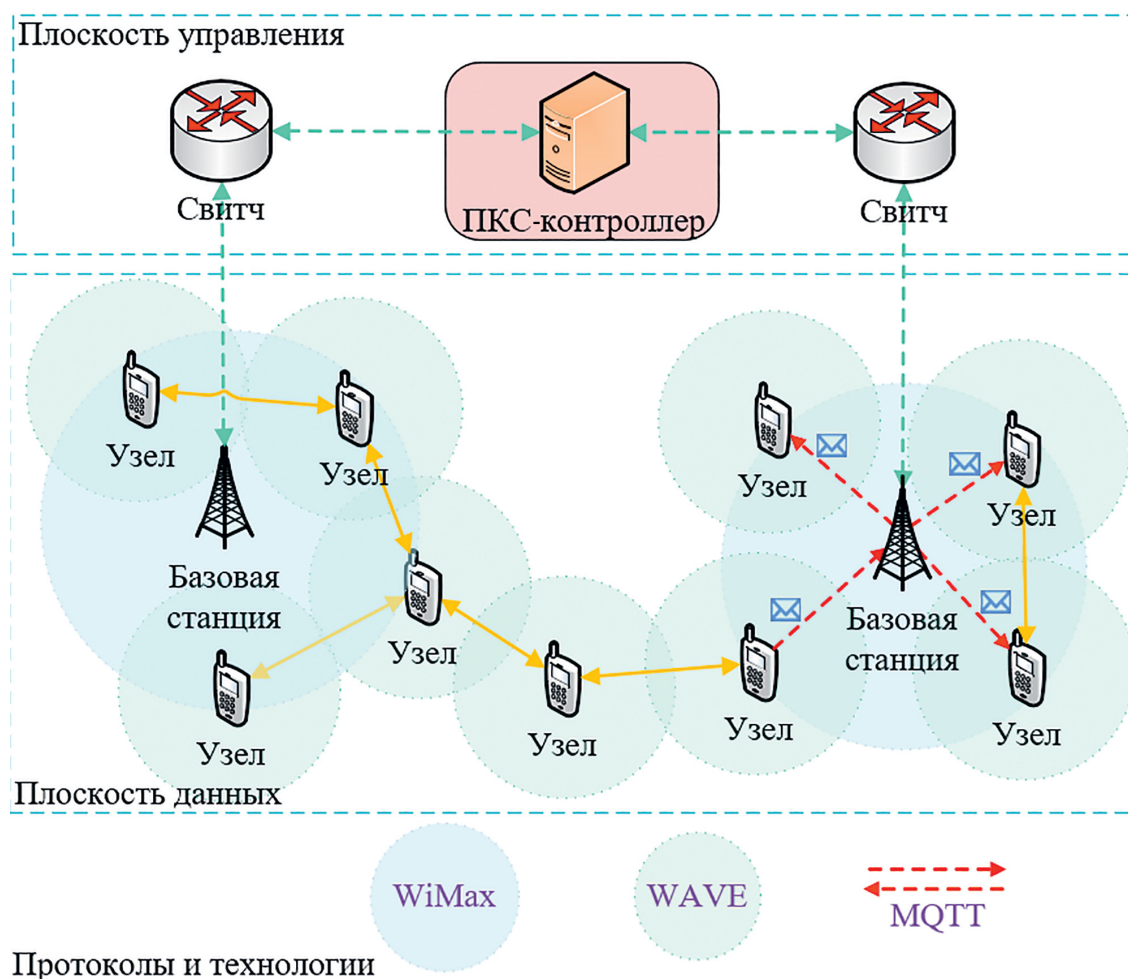 Плоскость управления
Свитч
ПКС-контроллер
Свитч
Узел
Узел
Узел
Узел
Базовая
станция
Узел
Базовая
станция
Узел
Узел
Узел
Узел
Плоскость данных
WiMax
WAVE
MQTT
Протоколы и технологии